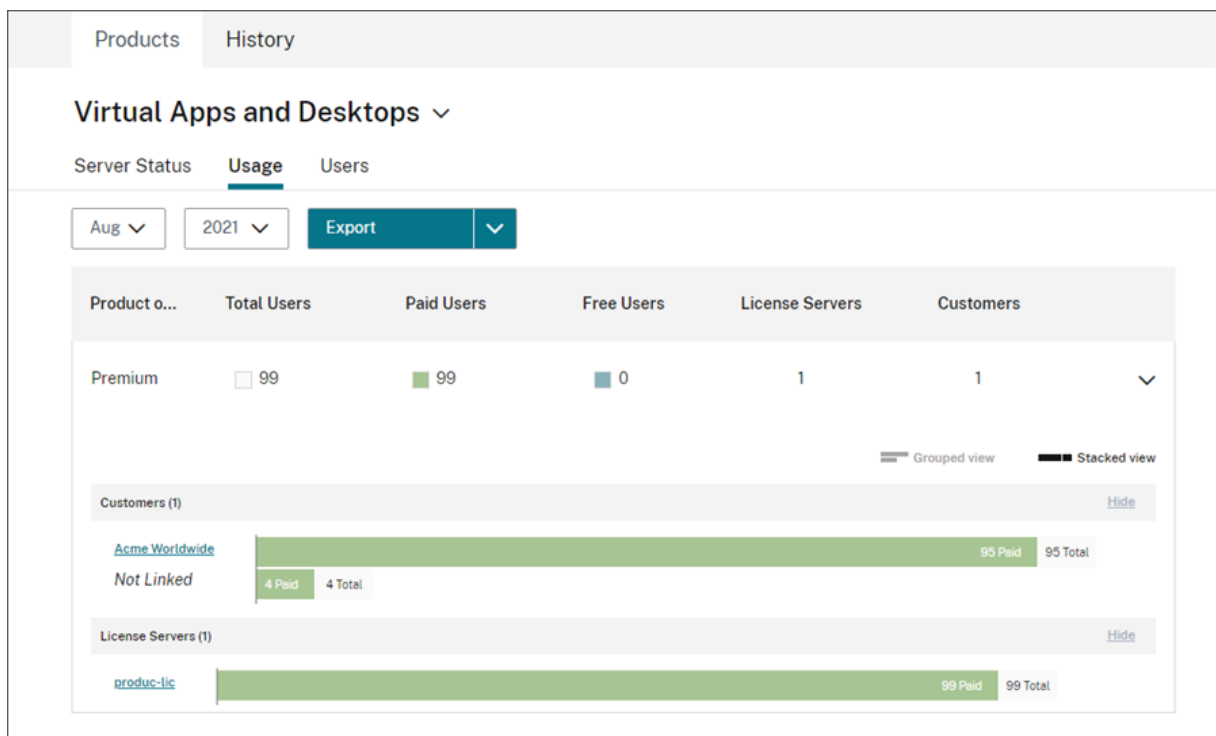 Products History
Virtual Apps and Desktops
Server Status Usage Users
Aug 2021 Export
Product o... Total Users Paid Users Free Users License Servers Customers
Premium 99 99 0 1 1
Grouped view Stacked view
Customers (1) Hide
Acme Worldwide 95 Paid 95 Total
Not Linked 4 Paid 4 Total
License Servers (1) Hide
produc-lic 99 Paid 99 Total